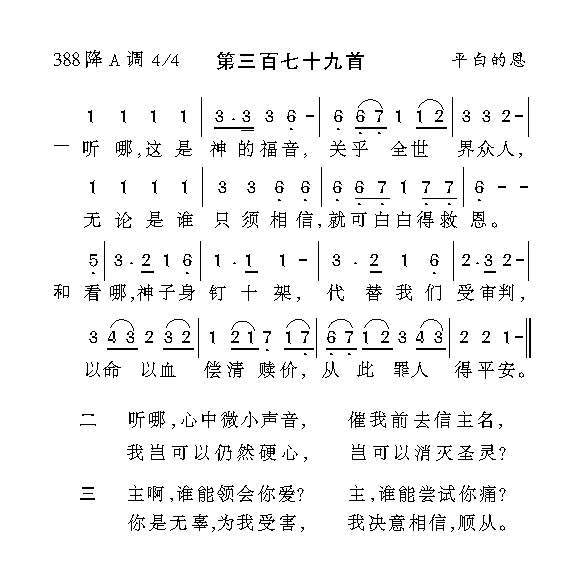 388降A调4/4 第三百七十九首 平白的恩
1 1 1 1 | 3·3 3 6- | 6 6 7 1 1 2 | 3 3 2-
一 听哪,这是神的福音, 关乎 全世 界众人,
1 1 1 1 | 3 3 6 6 | 6 6 7 1 7 7 | 6 - -
无论是谁只须相信,就可白白得救恩。
5 | 3·2 1 6 | 1·1 1- | 3·2 1 6 | 2·3 2-
和 看哪,神子身钉十架, 代替我们受审判,
3 4 3 2 3 2 | 1 2 1 7 1 7 | 6 7 1 2 3 4 3 | 2 2 1-
以命 以血 偿清 赎价, 从此 罪人 得平安。
二 听哪,心中微小声音, 催我前去信主名,
我岂可以仍然硬心, 岂可以消灭圣灵?
三 主啊,谁能领会你爱? 主,谁能尝试你痛?
你是无辜,为我受害, 我决意相信,顺从。